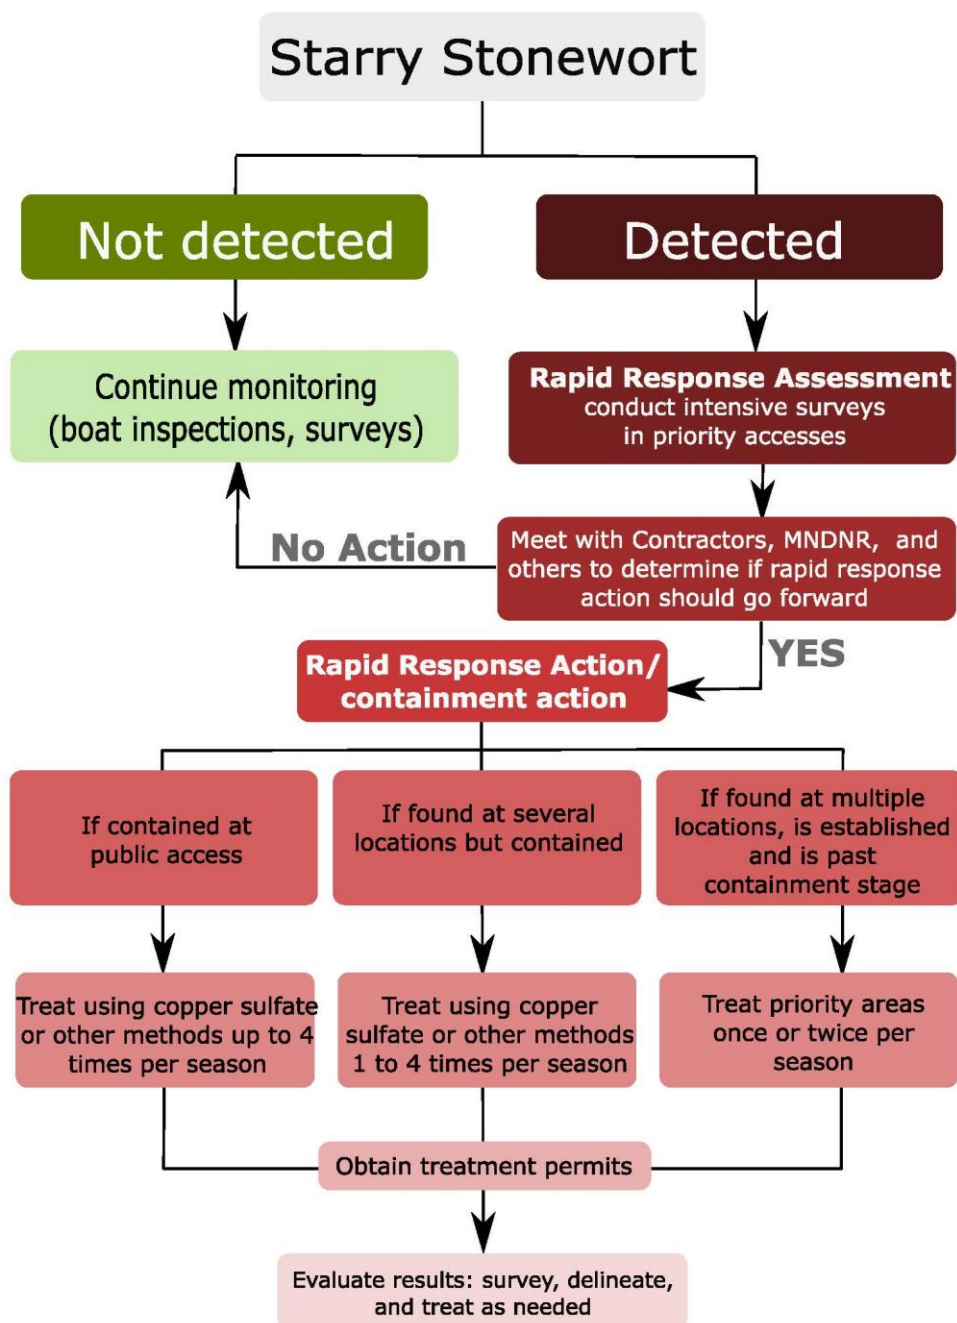 Starry Stonewort
Not detected
Detected
Continue monitoring
(boat inspections, surveys)
Rapid Response Assessment
conduct intensive surveys
in priority accesses
No Action
Meet with Contractors, MNDNR, and
others to determine if rapid response
action should go forward
YES
Rapid Response Action/
containment action
If contained at
public access
If found at several
locations but contained
If found at multiple
locations, is established
and is past
containment stage
Treat using copper sulfate
or other methods up to 4
times per season
Treat using copper
sulfate or other methods
1 to 4 times per season
Treat priority areas
once or twice per
season
Obtain treatment permits
Evaluate results: survey, delineate,
and treat as needed